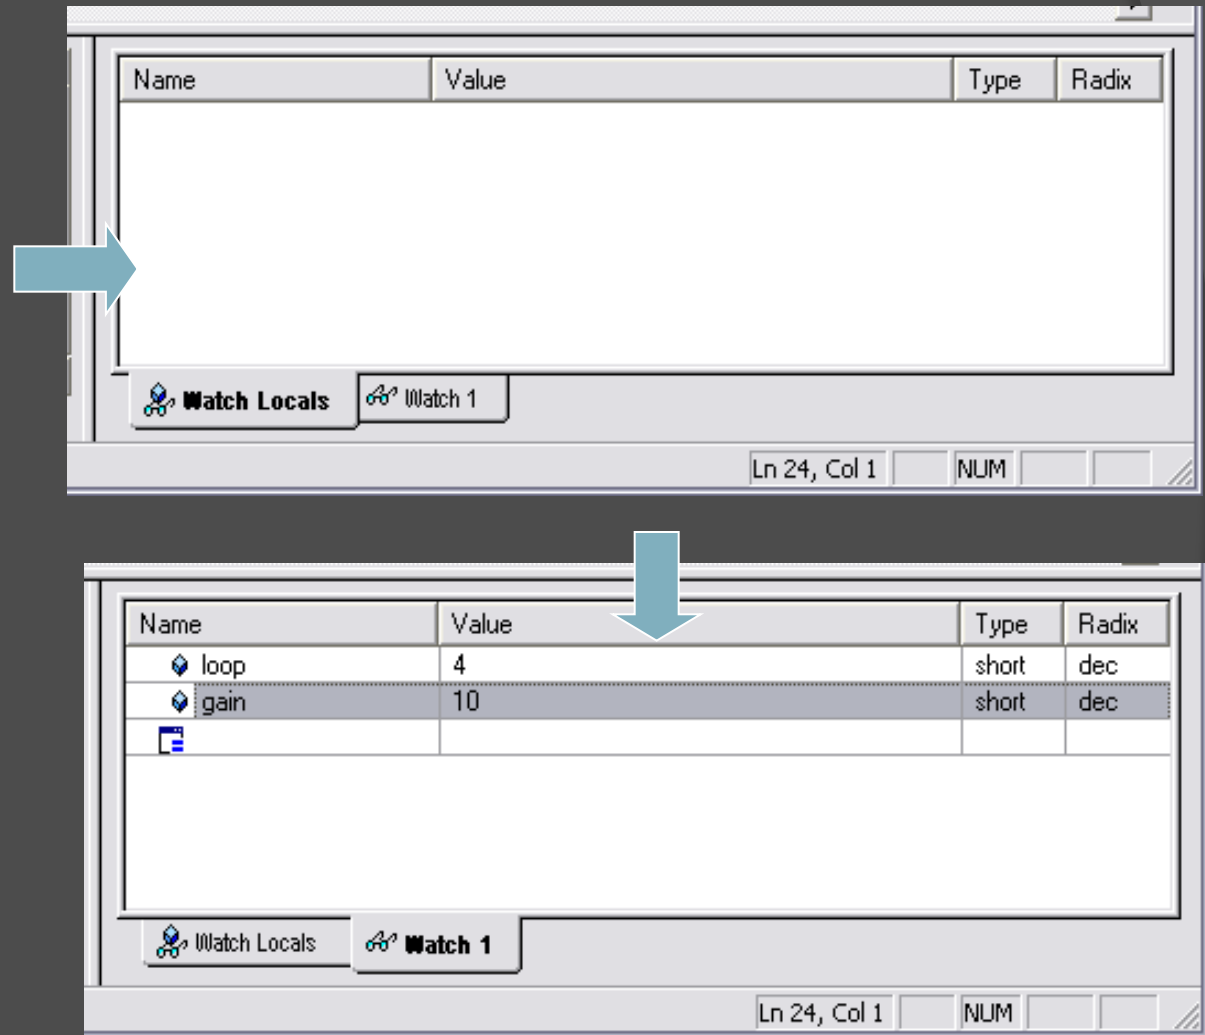 Name Value Type Radix
Watch Locals Watch 1
Ln 24, Col 1 NUM
Name Value Type Radix
loop 4 short dec
gain 10 short dec
Watch Locals Watch 1
Ln 24, Col 1 NUM